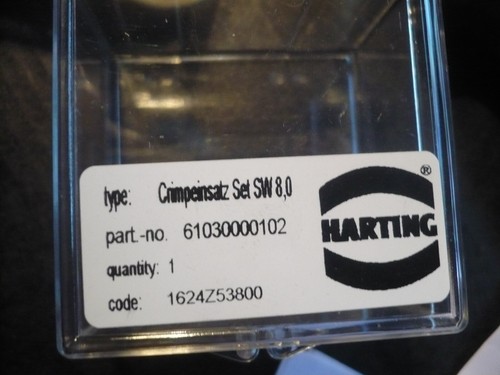 type: Crimpeinsatz Set SW 8,0
part.-no. 61030000102
quantity: 1
code: 1624Z53800
HARTING
®